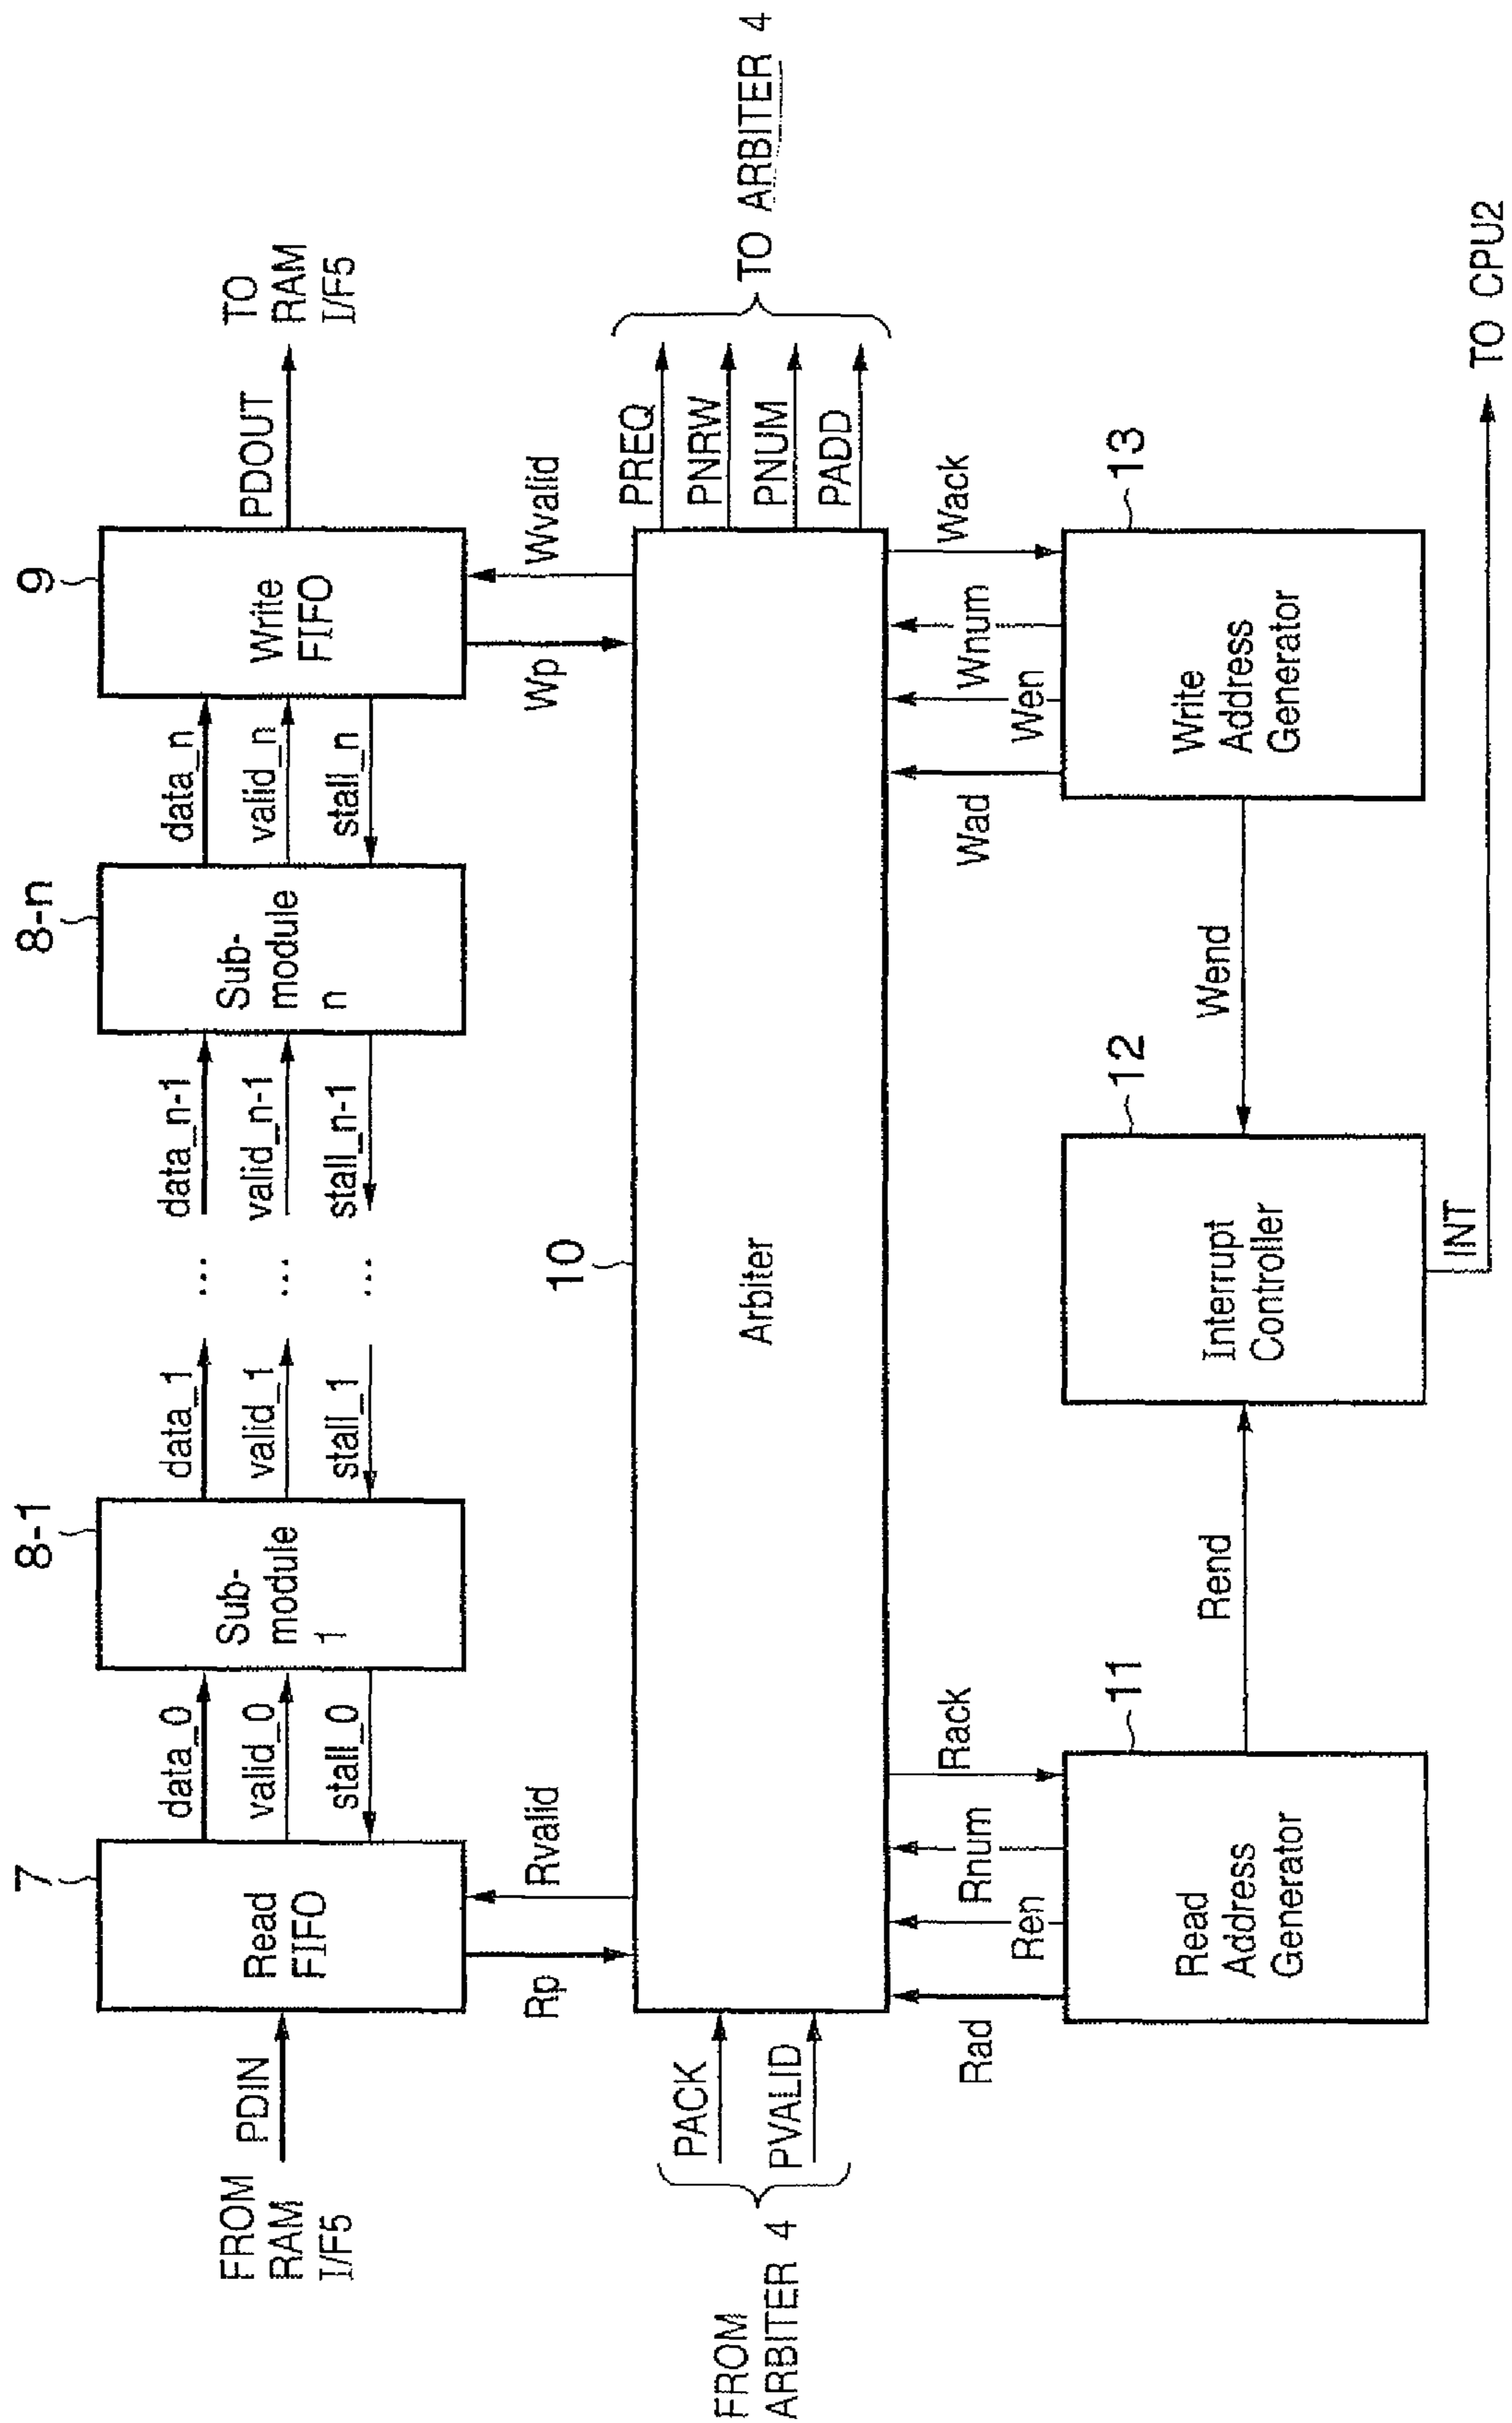 7
8-1
8-n
9
FROM
RAM
I/F5
PDIN
Read
FIFO
data_0
valid_0
stall_0
Sub-
module
1
data_1
valid_1
stall_1
...
...
...
data_n-1
valid_n-1
stall_n-1
Sub-
module
n
data_n
valid_n
stall_n
Write
FIFO
PDOUT
TO
RAM
I/F5
Rp
Rvalid
Wp
Wvalid
10
FROM
ARBITER 4
PACK
PVALID
Arbiter
PREQ
PNRW
PNUM
PADD
TO ARBITER 4
Rad
Ren
Rnum
Rack
Wad
Wen
Wnum
Wack
11
12
13
Read
Address
Generator
Rend
Interrupt
Controller
Wend
Write
Address
Generator
INT
TO CPU2